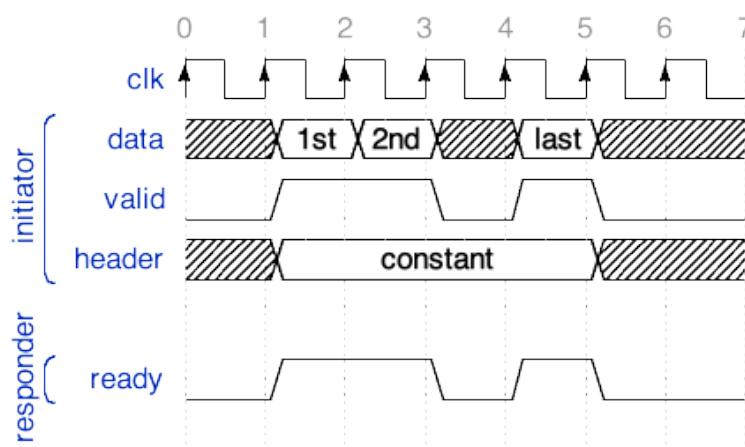 0 1 2 3 4 5 6 7
clk
data 1st 2nd last
valid
header constant
ready
initiator
responder